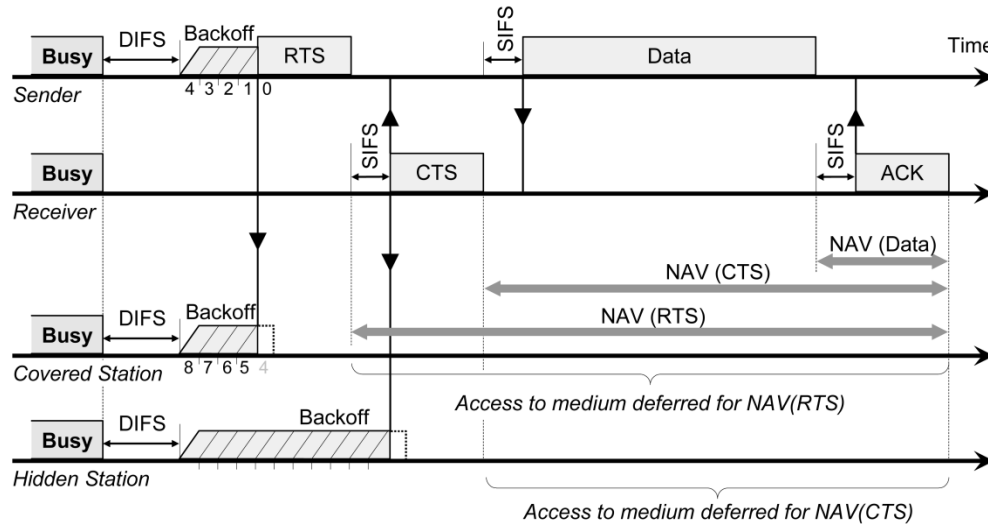 DIFS
Backoff
SIFS
Time
Busy
RTS
Data
4 3 2 1 0
Sender
SIFS
SIFS
Busy
CTS
ACK
Receiver
NAV (Data)
NAV (CTS)
NAV (RTS)
DIFS
Backoff
Busy
8 7 6 5 4
Covered Station
Access to medium deferred for NAV(RTS)
Backoff
DIFS
Busy
Hidden Station
Access to medium deferred for NAV(CTS)